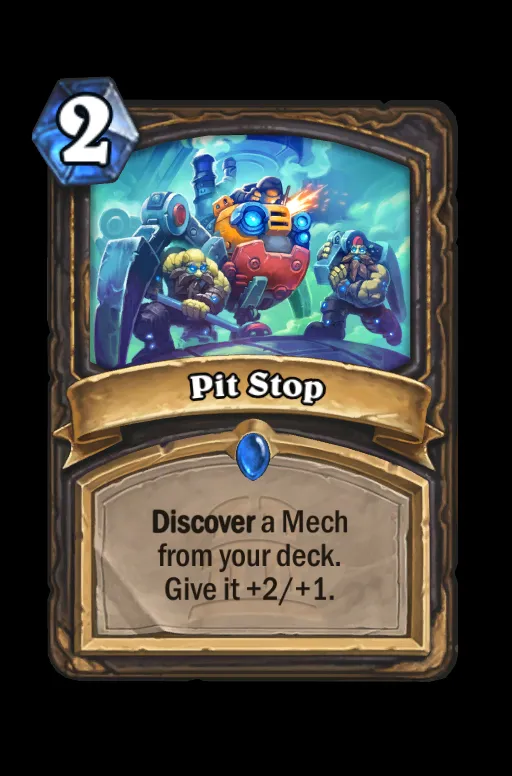 2
Pit Stop
Discover a Mech
from your deck.
Give it +2/+1.